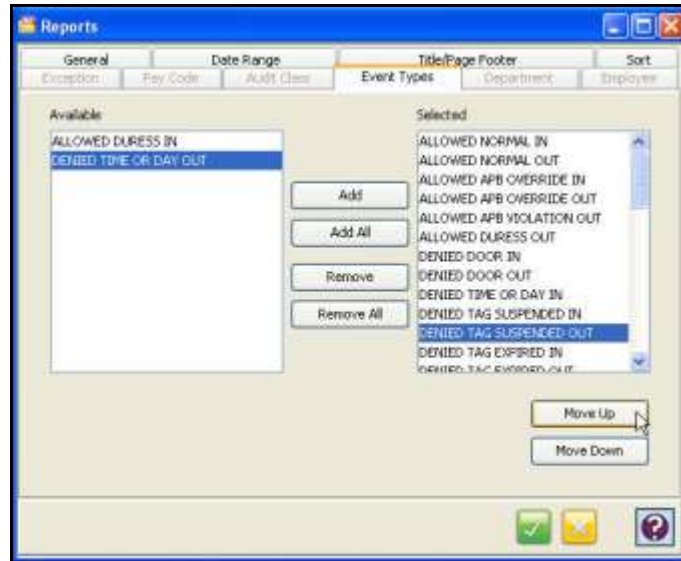 Reports
General Date Range Title/Page Footer Sort
Exception Pay Code Audit Class Event Types Department Employee
Available
Selected
ALLOWED DURESS IN
DENIED TIME OR DAY OUT
Add
Add All
Remove
Remove All
ALLOWED NORMAL IN
ALLOWED NORMAL OUT
ALLOWED APB OVERRIDE IN
ALLOWED APB OVERRIDE OUT
ALLOWED APB VIOLATION OUT
ALLOWED DURESS OUT
DENIED DOOR IN
DENIED DOOR OUT
DENIED TIME OR DAY IN
DENIED TAG SUSPENDED IN
DENIED TAG SUSPENDED OUT
DENIED TAG EXPIRED IN
DENIED TAG EXPIRED OUT
Move Up
Move Down
?